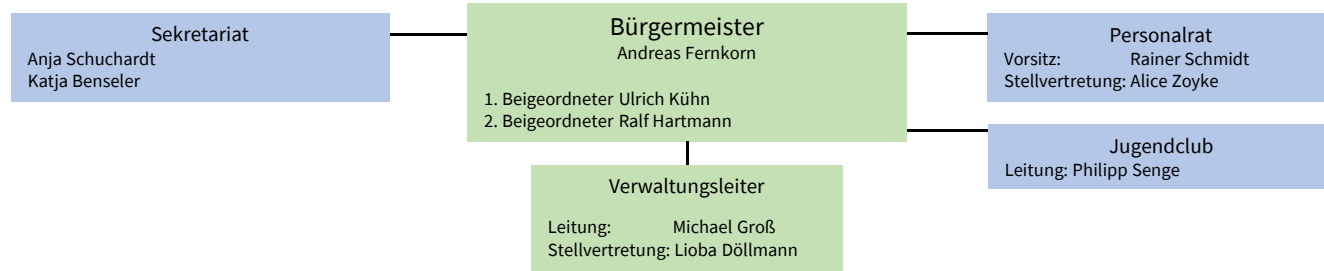 Sekretariat
Anja Schuchardt
Katja Benseler
Bürgermeister
Andreas Fernkorn
1. Beigeordneter Ulrich Kühn
2. Beigeordneter Ralf Hartmann
Personalrat
Vorsitz: Rainer Schmidt
Stellvertretung: Alice Zoyke
Jugendclub
Leitung: Philipp Senge
Verwaltungsleiter
Leitung: Michael Groß
Stellvertretung: Lioba Döllmann